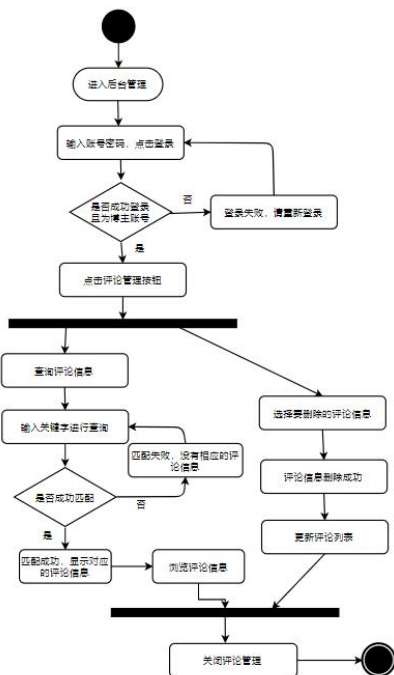 进入后台管理
输入账号密码，点击登录
是否成功登录
且为博主账号
否
登录失败，请重新登录
是
点击评论管理按钮
查询评论信息
选择要删除的评论信息
输入关键字进行查询
匹配失败，没有相应的评
论信息
评论信息删除成功
是否成功匹配
否
是
更新评论列表
匹配成功，显示对应
的评论信息
浏览评论信息
关闭评论管理